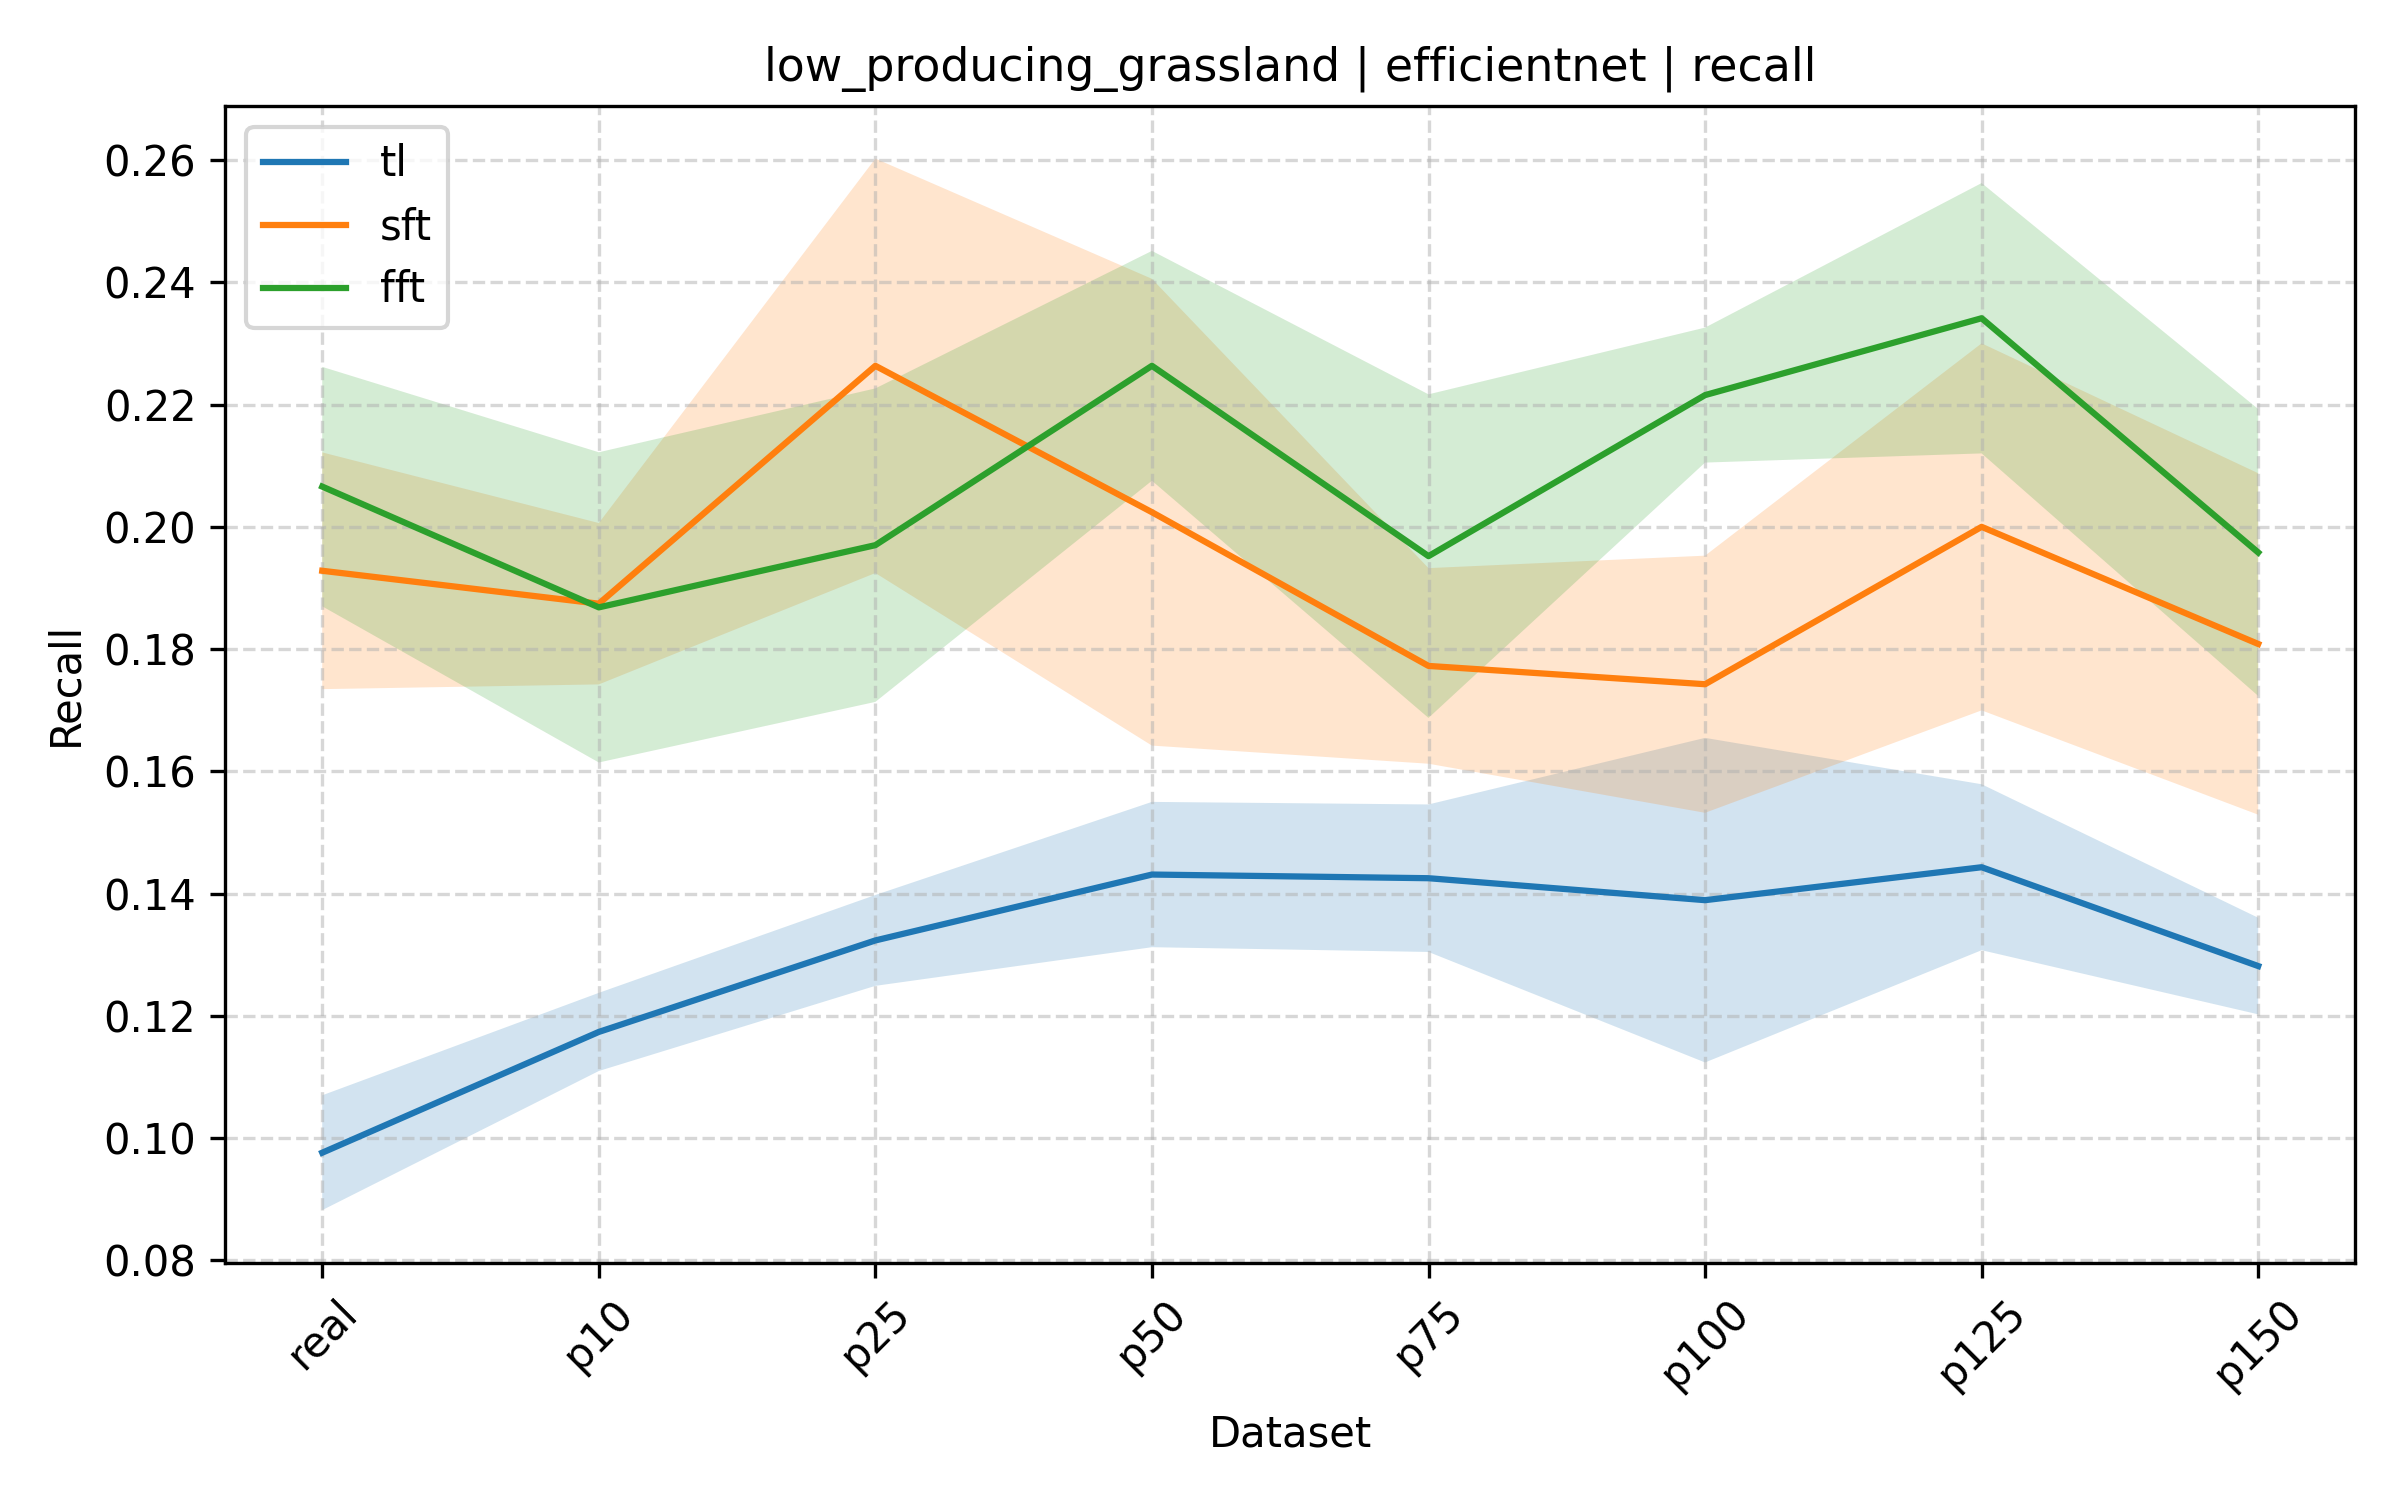 low_producing_grassland | efficientnet | recall
tl
sft
fft
0.26
0.24
0.22
0.20
0.18
0.16
0.14
0.12
0.10
0.08
Recall
real
p10
p25
p50
p75
p100
p125
p150
Dataset